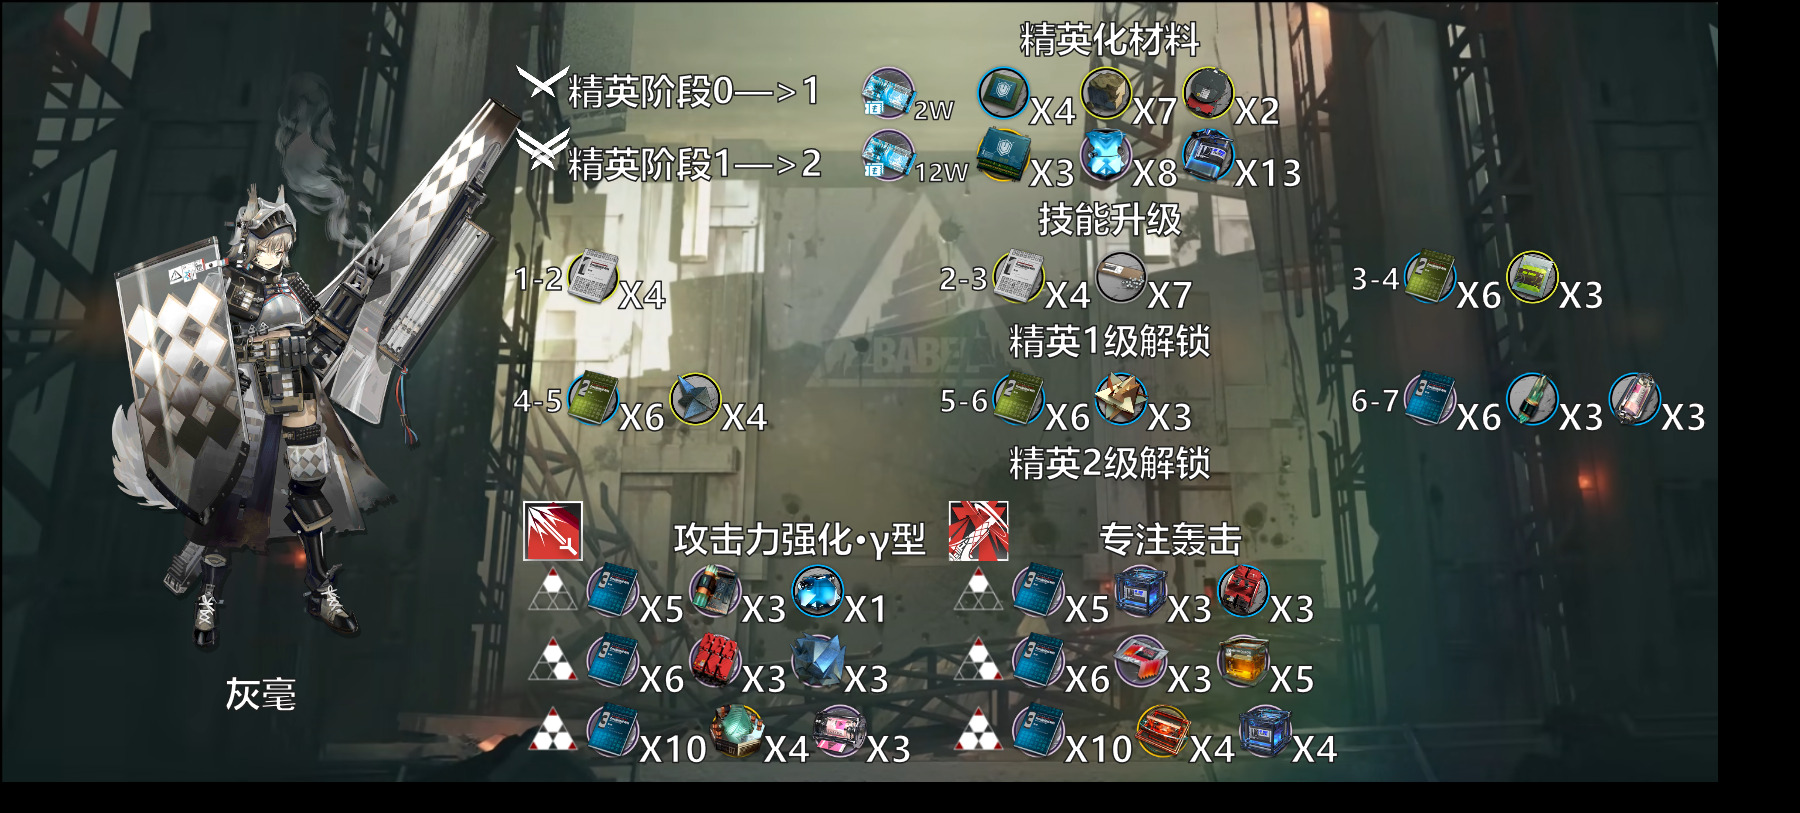 精英化材料
精英阶段0—>1 2W X4 X7 X2
精英阶段1—>2 12W X3 X8 X13
技能升级
1-2 X4 2-3 X4 X7 3-4 X6 X3
精英1级解锁
4-5 X6 X4 5-6 X6 X3 6-7 X6 X3 X3
精英2级解锁
攻击力强化·γ型 专注轰击
X5 X3 X1 X5 X3 X3
X6 X3 X3 X6 X3 X5
X10 X4 X3 X10 X4 X4
灰毫
BABEL